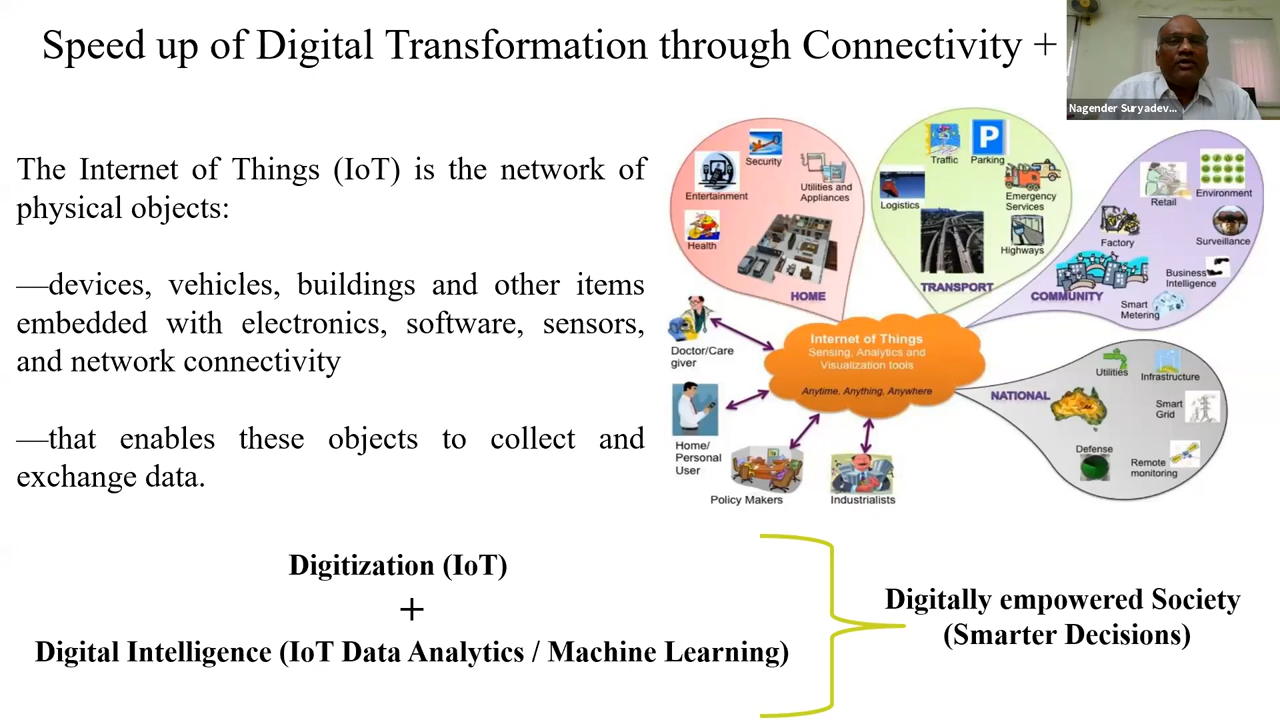 Speed up of Digital Transformation through Connectivity +
Nagender Suryadev...
The Internet of Things (IoT) is the network of
physical objects:
—devices, vehicles, buildings and other items
embedded with electronics, software, sensors,
and network connectivity
—that enables these objects to collect and
exchange data.
Security
Entertainment
Utilities and
Appliances
Health
HOME
Traffic
P
Parking
Logistics
Emergency
Services
Highways
TRANSPORT
Retail
Environment
Factory
Surveillance
Business
Intelligence
COMMUNITY
Smart
Metering
Internet of Things
Sensing, Analytics and
Visualization tools
Anytime, Anything, Anywhere
Doctor/Care
giver
Home/
Personal
User
Policy Makers
Industrialists
NATIONAL
Utilities
Infrastructure
Smart
Grid
Defense
Remote
monitoring
Digitization (IoT)
+
Digital Intelligence (IoT Data Analytics / Machine Learning)
Digitally empowered Society
(Smarter Decisions)